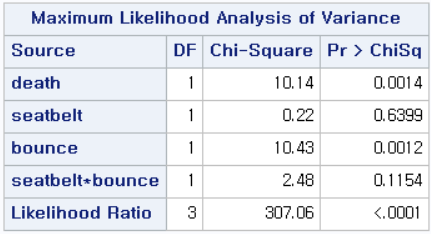 Maximum Likelihood Analysis of Variance
Source DF Chi-Square Pr > ChiSq
death 1 10.14 0.0014
seatbelt 1 0.22 0.6399
bounce 1 10.43 0.0012
seatbelt*bounce 1 2.48 0.1154
Likelihood Ratio 3 307.06 <.0001